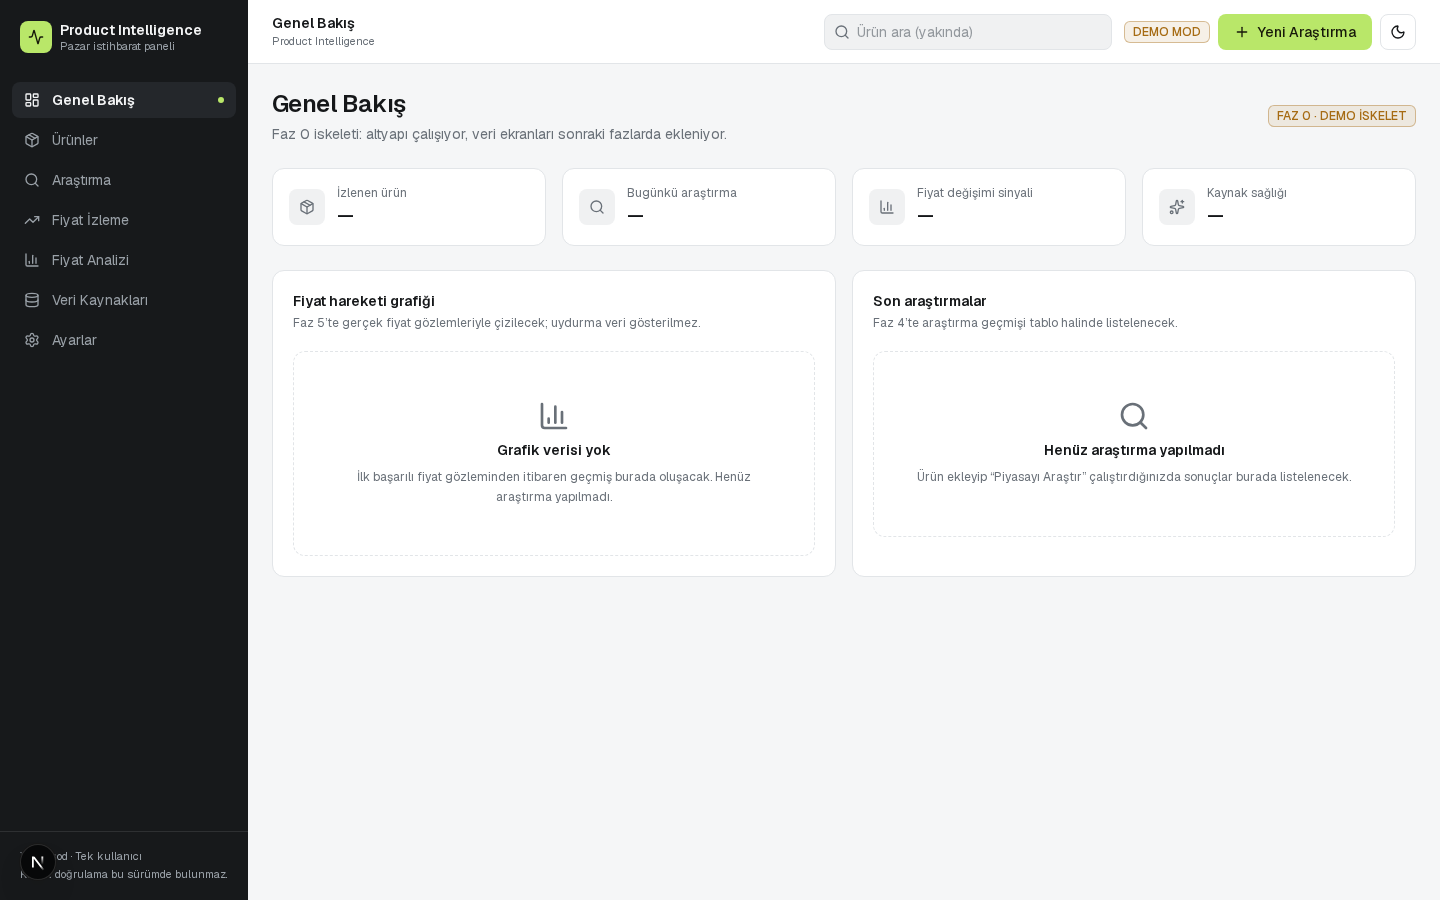 Product Intelligence
Pazar istihbarat paneli
Genel Bakış
Ürünler
Araştırma
Fiyat İzleme
Fiyat Analizi
Veri Kaynakları
Ayarlar
od · Tek kullanıcı
doğrulama bu sürümde bulunmaz.
Genel Bakış
Product Intelligence
Ürün ara (yakında)
DEMO MOD
Yeni Araştırma
Genel Bakış
Faz 0 iskeleti: altyapı çalışıyor, veri ekranları sonraki fazlarda ekleniyor.
FAZ 0 · DEMO İSKELET
İzlenen ürün
—
Bugünkü araştırma
—
Fiyat değişimi sinyali
—
Kaynak sağlığı
—
Fiyat hareketi grafiği
Faz 5'te gerçek fiyat gözlemleriyle çizilecek; uydurma veri gösterilmez.
Grafik verisi yok
İlk başarılı fiyat gözleminden itibaren geçmiş burada oluşacak. Henüz
araştırma yapılmadı.
Son araştırmalar
Faz 4'te araştırma geçmişi tablo halinde listelenecek.
Henüz araştırma yapılmadı
Ürün ekleyip “Piyasayı Araştır” çalıştırdığınızda sonuçlar burada listelenecek.